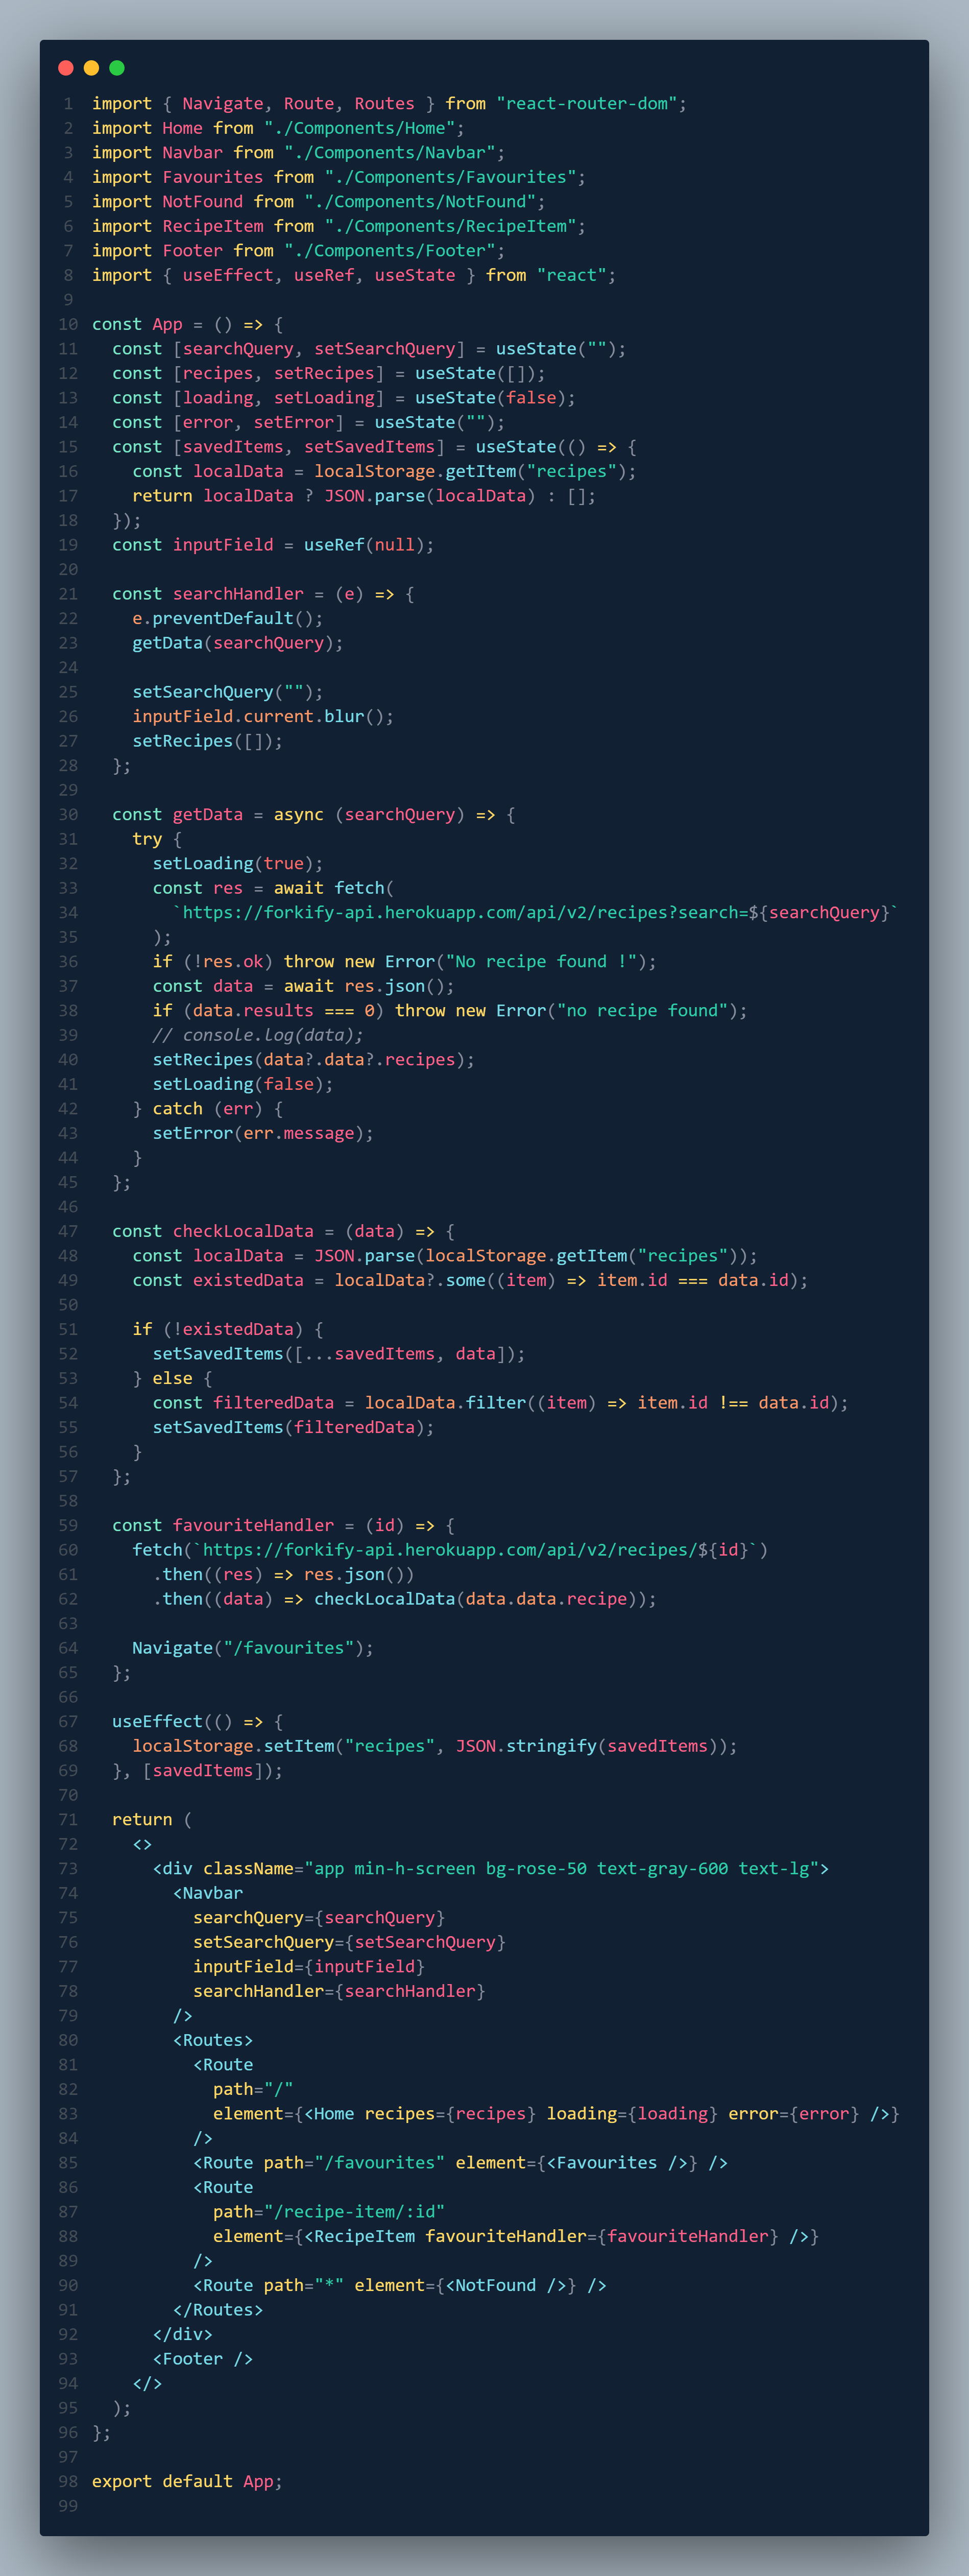 1 import { Navigate, Route, Routes } from "react-router-dom";
2 import Home from "./Components/Home";
3 import Navbar from "./Components/Navbar";
4 import Favourites from "./Components/Favourites";
5 import NotFound from "./Components/NotFound";
6 import RecipeItem from "./Components/RecipeItem";
7 import Footer from "./Components/Footer";
8 import { useEffect, useRef, useState } from "react";
9
10 const App = () => {
11   const [searchQuery, setSearchQuery] = useState("");
12   const [recipes, setRecipes] = useState([]);
13   const [loading, setLoading] = useState(false);
14   const [error, setError] = useState("");
15   const [savedItems, setSavedItems] = useState(() => {
16     const localData = localStorage.getItem("recipes");
17     return localData ? JSON.parse(localData) : [];
18   });
19   const inputField = useRef(null);
20
21   const searchHandler = (e) => {
22     e.preventDefault();
23     getData(searchQuery);
24
25     setSearchQuery("");
26     inputField.current.blur();
27     setRecipes([]);
28   };
29
30   const getData = async (searchQuery) => {
31     try {
32       setLoading(true);
33       const res = await fetch(
34         `https://forkify-api.herokuapp.com/api/v2/recipes?search=${searchQuery}`
35       );
36       if (!res.ok) throw new Error("No recipe found !");
37       const data = await res.json();
38       if (data.results === 0) throw new Error("no recipe found");
39       // console.log(data);
40       setRecipes(data?.data?.recipes);
41       setLoading(false);
42     } catch (err) {
43       setError(err.message);
44     }
45   };
46
47   const checkLocalData = (data) => {
48     const localData = JSON.parse(localStorage.getItem("recipes"));
49     const existedData = localData?.some((item) => item.id === data.id);
50
51     if (!existedData) {
52       setSavedItems([...savedItems, data]);
53     } else {
54       const filteredData = localData.filter((item) => item.id !== data.id);
55       setSavedItems(filteredData);
56     }
57   };
58
59   const favouriteHandler = (id) => {
60     fetch(`https://forkify-api.herokuapp.com/api/v2/recipes/${id}`)
61       .then((res) => res.json())
62       .then((data) => checkLocalData(data.data.recipe));
63
64     Navigate("/favourites");
65   };
66
67   useEffect(() => {
68     localStorage.setItem("recipes", JSON.stringify(savedItems));
69   }, [savedItems]);
70
71   return (
72     <>
73       <div className="app min-h-screen bg-rose-50 text-gray-600 text-lg">
74         <Navbar
75           searchQuery={searchQuery}
76           setSearchQuery={setSearchQuery}
77           inputField={inputField}
78           searchHandler={searchHandler}
79         />
80         <Routes>
81           <Route
82             path="/"
83             element={<Home recipes={recipes} loading={loading} error={error} />}
84           />
85           <Route path="/favourites" element={<Favourites />} />
86           <Route
87             path="/recipe-item/:id"
88             element={<RecipeItem favouriteHandler={favouriteHandler} />}
89           />
90           <Route path="*" element={<NotFound />} />
91         </Routes>
92       </div>
93       <Footer />
94     </>
95   );
96 };
97
98 export default App;
99